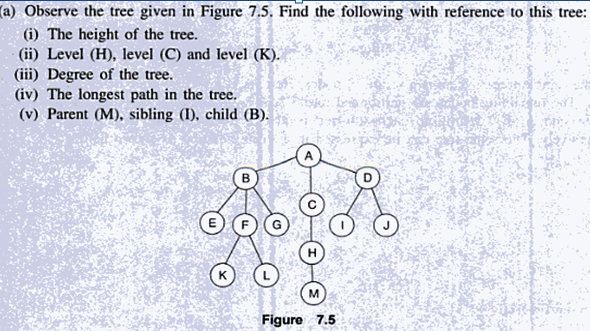 (a) Observe the tree given in Figure 7.5. Find the following with reference to this tree:
(i) The height of the tree.
(ii) Level (H), level (C) and level (K).
(iii) Degree of the tree.
(iv) The longest path in the tree.
(v) Parent (M), sibling (I), child (B).
A
B D
C
E F G I J
H
K L
M
Figure 7.5